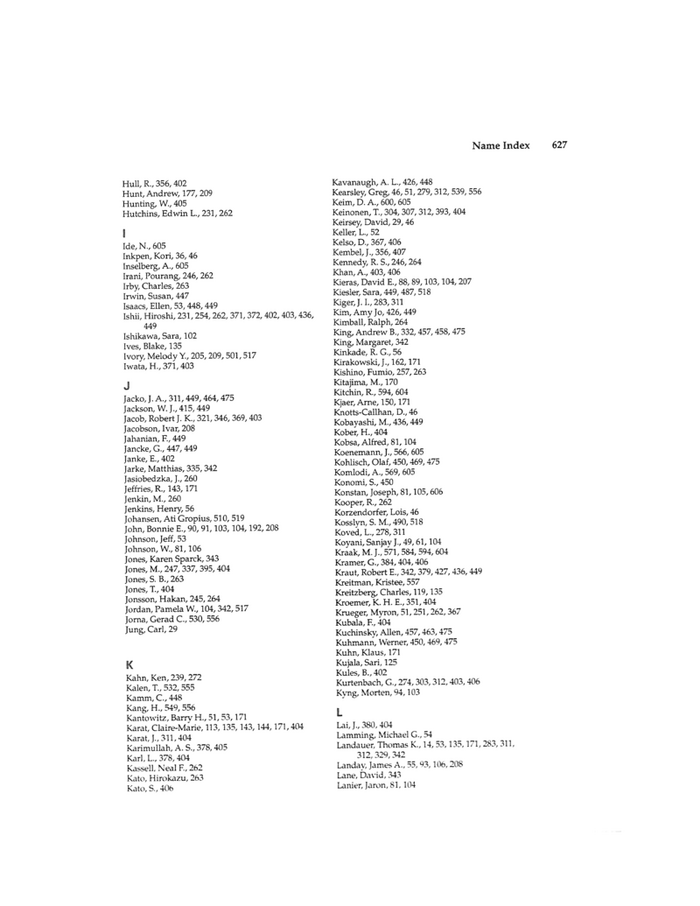 Name Index 627
Hull, R., 356, 402
Hunt, Andrew, 177, 209
Hunting, W., 405
Hutchins, Edwin L., 231, 262
I
Ide, N., 605
Inkpen, Kori, 36, 46
Inselberg, A., 605
Irani, Pourang, 246, 262
Irby, Charles, 263
Irwin, Susan, 447
Isaacs, Ellen, 53, 448, 449
Ishii, Hiroshi, 231, 254, 262, 371, 372, 402, 403, 436,
449
Ishikawa, Sara, 102
Ives, Blake, 135
Ivory, Melody Y., 205, 209, 501, 517
Iwata, H., 371, 403
J
Jacko, J. A., 311, 449, 464, 475
Jackson, W. J., 415, 449
Jacob, Robert J. K., 321, 346, 369, 403
Jacobson, Ivar, 208
Jahanian, F., 449
Jancke, G., 447, 449
Janke, E., 402
Jarke, Matthias, 335, 342
Jasiobedzka, J., 260
Jeffries, R., 143, 171
Jenkin, M., 260
Jenkins, Henry, 56
Johansen, Ati Gropius, 510, 519
John, Bonnie E., 90, 91, 103, 104, 192, 208
Johnson, Jeff, 53
Johnson, W., 81, 106
Jones, Karen Sparck, 343
Jones, M., 247, 337, 395, 404
Jones, S. B., 263
Jones, T., 404
Jonsson, Hakan, 245, 264
Jordan, Pamela W., 104, 342, 517
Jorna, Gerad C., 530, 556
Jung, Carl, 29
K
Kahn, Ken, 239, 272
Kalen, T., 532, 555
Kamm, C., 448
Kang, H., 549, 556
Kantowitz, Barry H., 51, 53, 171
Karat, Claire-Marie, 113, 135, 143, 144, 171, 404
Karat, J., 311, 404
Karimullah, A. S., 378, 405
Karl, L., 378, 404
Kassell, Neal F., 262
Kato, Hirokazu, 263
Kato, S., 406
Kavanaugh, A. L., 426, 448
Kearsley, Greg, 46, 51, 279, 312, 539, 556
Keim, D. A., 600, 605
Keinonen, T., 304, 307, 312, 393, 404
Keirsey, David, 29, 46
Keller, L., 52
Kelso, D., 367, 406
Kembel, J., 356, 407
Kennedy, R. S., 246, 264
Khan, A., 403, 406
Kieras, David E., 88, 89, 103, 104, 207
Kiesler, Sara, 449, 487, 518
Kiger, J. I., 283, 311
Kim, Amy Jo, 426, 449
Kimball, Ralph, 264
King, Andrew B., 332, 457, 458, 475
King, Margaret, 342
Kinkade, R. G., 56
Kirakowski, J., 162, 171
Kishino, Fumio, 257, 263
Kitajima, M., 170
Kitchin, R., 594, 604
Kjaer, Arne, 150, 171
Knotts-Callhan, D., 46
Kobayashi, M., 436, 449
Kober, H., 404
Kobsa, Alfred, 81, 104
Koenemann, J., 566, 605
Kohlisch, Olaf, 450, 469, 475
Komlodi, A., 569, 605
Konomi, S., 450
Konstan, Joseph, 81, 105, 606
Kooper, R., 262
Korzendorfer, Lois, 46
Kosslyn, S. M., 490, 518
Koved, L., 278, 311
Koyani, Sanjay J., 49, 61, 104
Kraak, M. J., 571, 584, 594, 604
Kramer, G., 384, 404, 406
Kraut, Robert E., 342, 379, 427, 436, 449
Kreitman, Kristee, 557
Kreitzberg, Charles, 119, 135
Kroemer, K. H. E., 351, 404
Krueger, Myron, 51, 251, 262, 367
Kubala, F., 404
Kuchinsky, Allen, 457, 463, 475
Kuhmann, Werner, 450, 469, 475
Kuhn, Klaus, 171
Kujala, Sari, 125
Kules, B., 402
Kurtenbach, G., 274, 303, 312, 403, 406
Kyng, Morten, 94, 103
L
Lai, J., 380, 404
Lamming, Michael G., 54
Landauer, Thomas K., 14, 53, 135, 171, 283, 311,
312, 329, 342
Landay, James A., 55, 93, 106, 208
Lane, David, 343
Lanier, Jaron, 81, 104